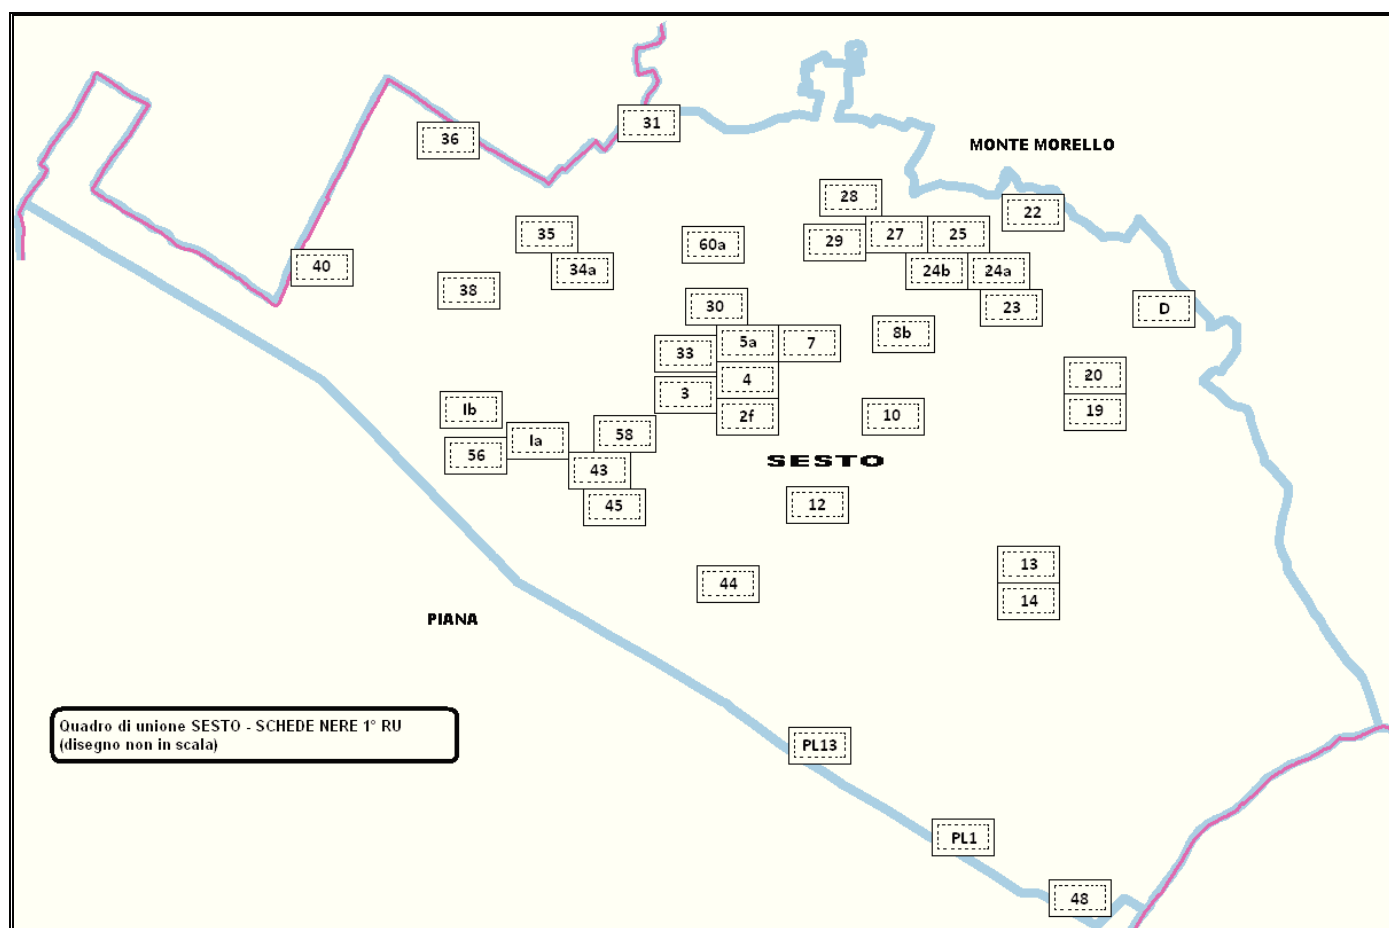 31
36
MONTE MORELLO
28
22
35
60a
29
27
25
40
34a
24b
24a
38
30
23
D
5a
7
8b
33
4
20
3
Ib
2f
10
19
Ia
58
56
43
SESTO
45
12
13
44
14
PIANA
Quadro di unione SESTO - SCHEDE NERE 1° RU
(disegno non in scala)
PL13
PL1
48